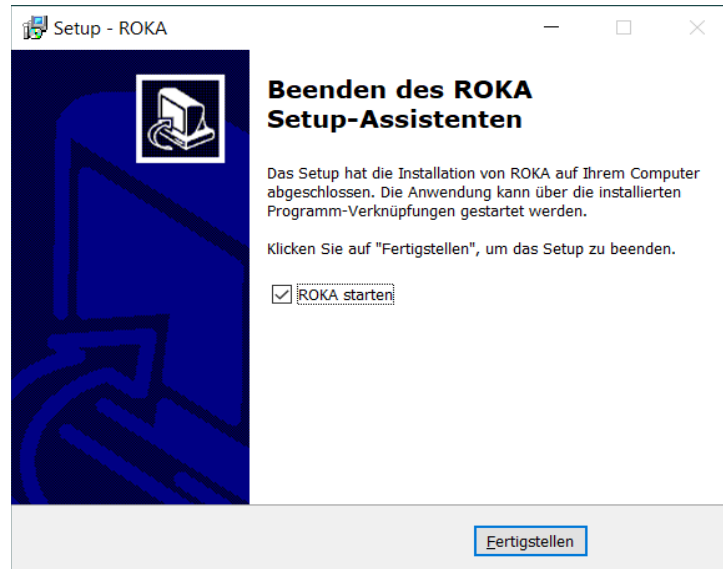 Setup - ROKA
Beenden des ROKA
Setup-Assistenten
Das Setup hat die Installation von ROKA auf Ihrem Computer
abgeschlossen. Die Anwendung kann über die installierten
Programm-Verknüpfungen gestartet werden.
Klicken Sie auf "Fertigstellen", um das Setup zu beenden.
ROKA starten
Fertigstellen